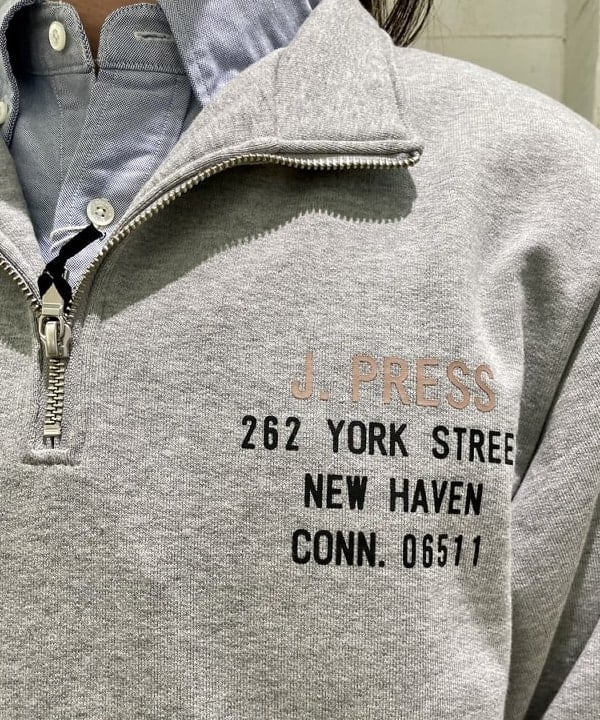 J. PRESS
262 YORK STREE
NEW HAVEN
CONN. 06511